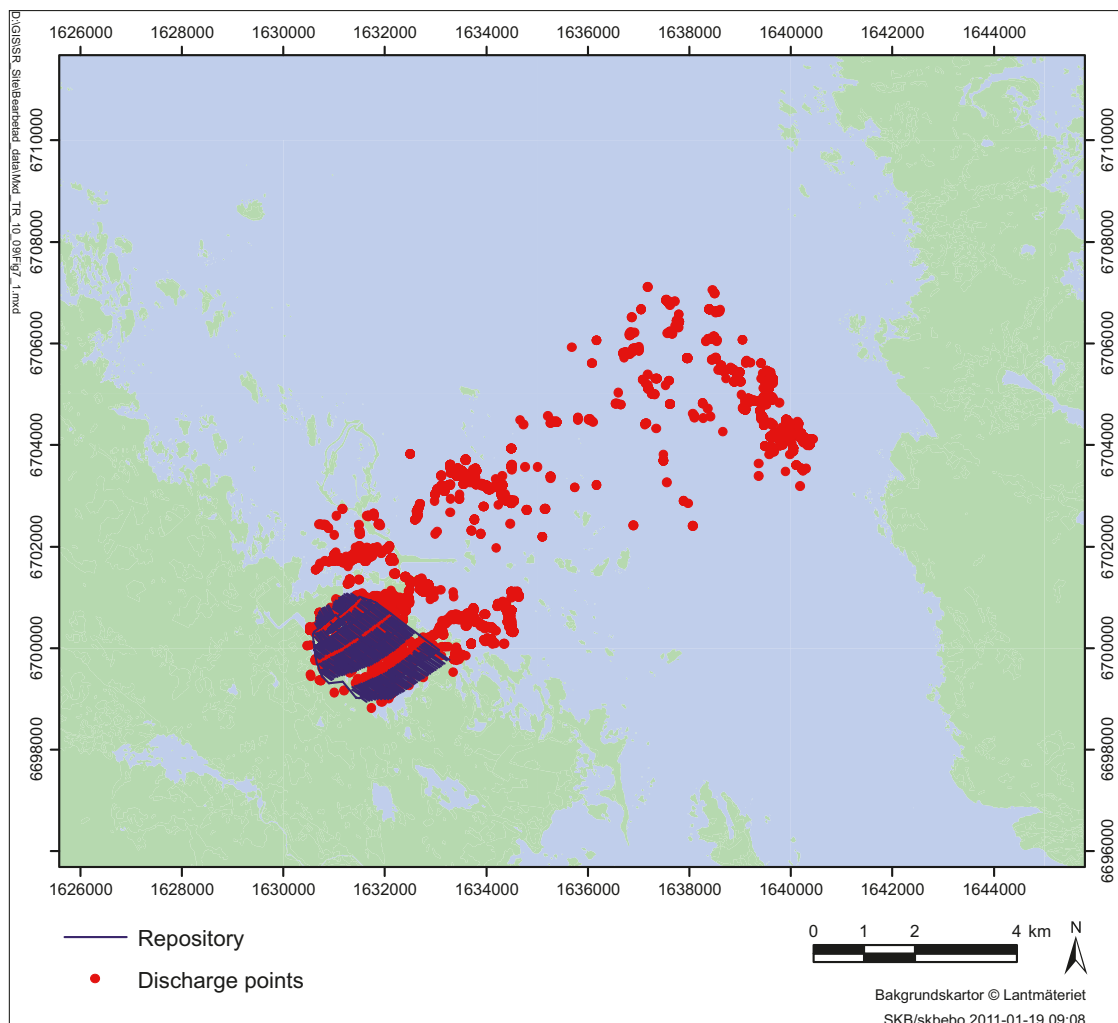 1626000 1628000 1630000 1632000 1634000 1636000 1638000 1640000 1642000 1644000
D:\GIS\SR_Site\Bearbetad_data\Mxd_TR_10_09\Fig7_1.mxd
6710000 6710000
6708000 6708000
6706000 6706000
6704000 6704000
6702000 6702000
6700000 6700000
6698000 6698000
6696000 6696000
1626000 1628000 1630000 1632000 1634000 1636000 1638000 1640000 1642000 1644000
Repository
Discharge points
0 1 2 4 km
N
Bakgrundskartor © Lantmäteriet
SKB/skbebo 2011-01-19 09:08